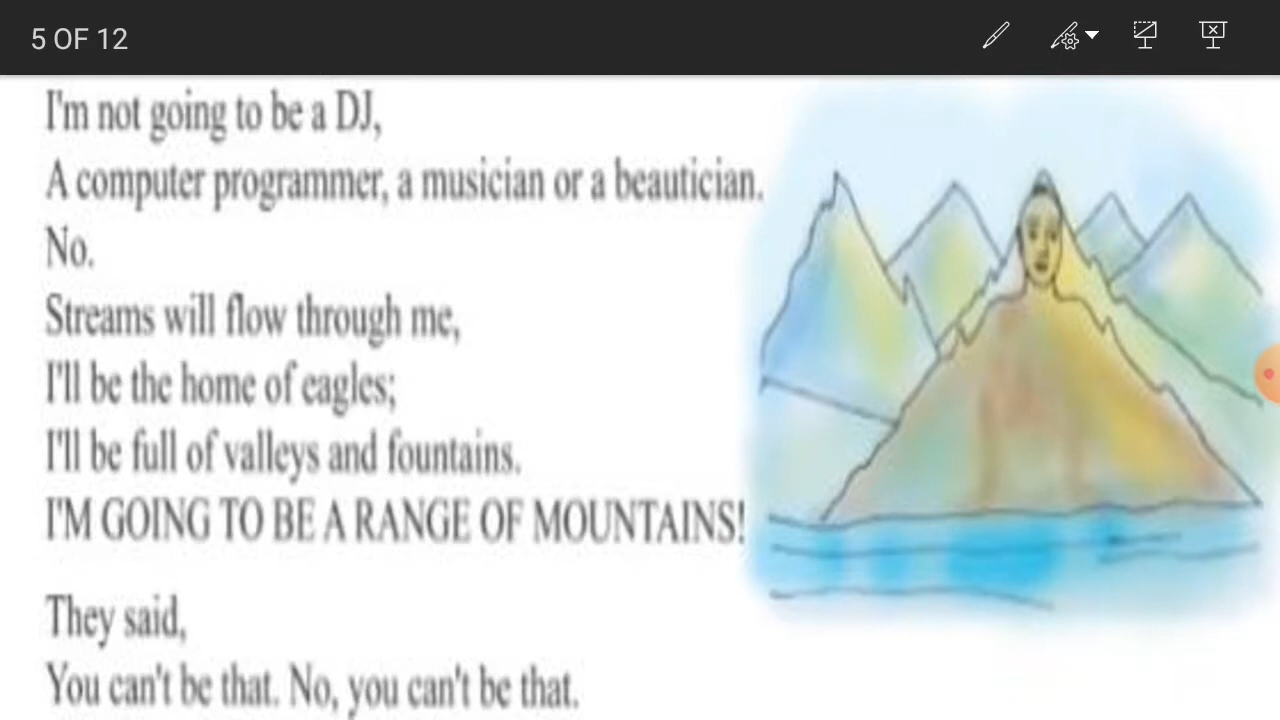 5 OF 12
I'm not going to be a DJ,
A computer programmer, a musician or a beautician.
No.
Streams will flow through me,
I'll be the home of eagles;
I'll be full of valleys and fountains.
I'M GOING TO BE A RANGE OF MOUNTAINS!
They said,
You can't be that. No, you can't be that.